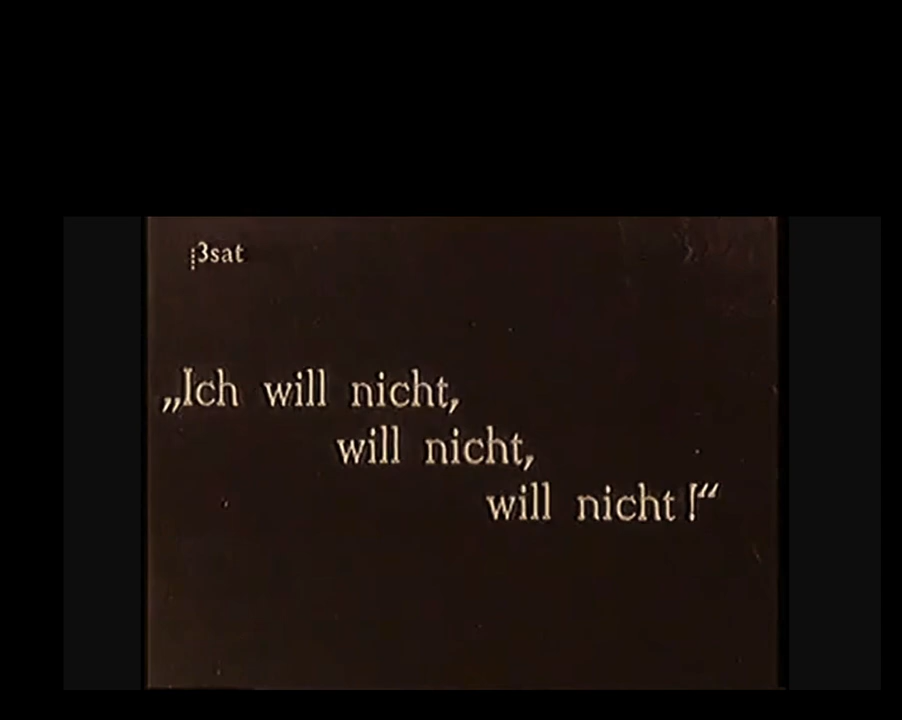 3sat
„Ich will nicht,
will nicht,
will nicht!“